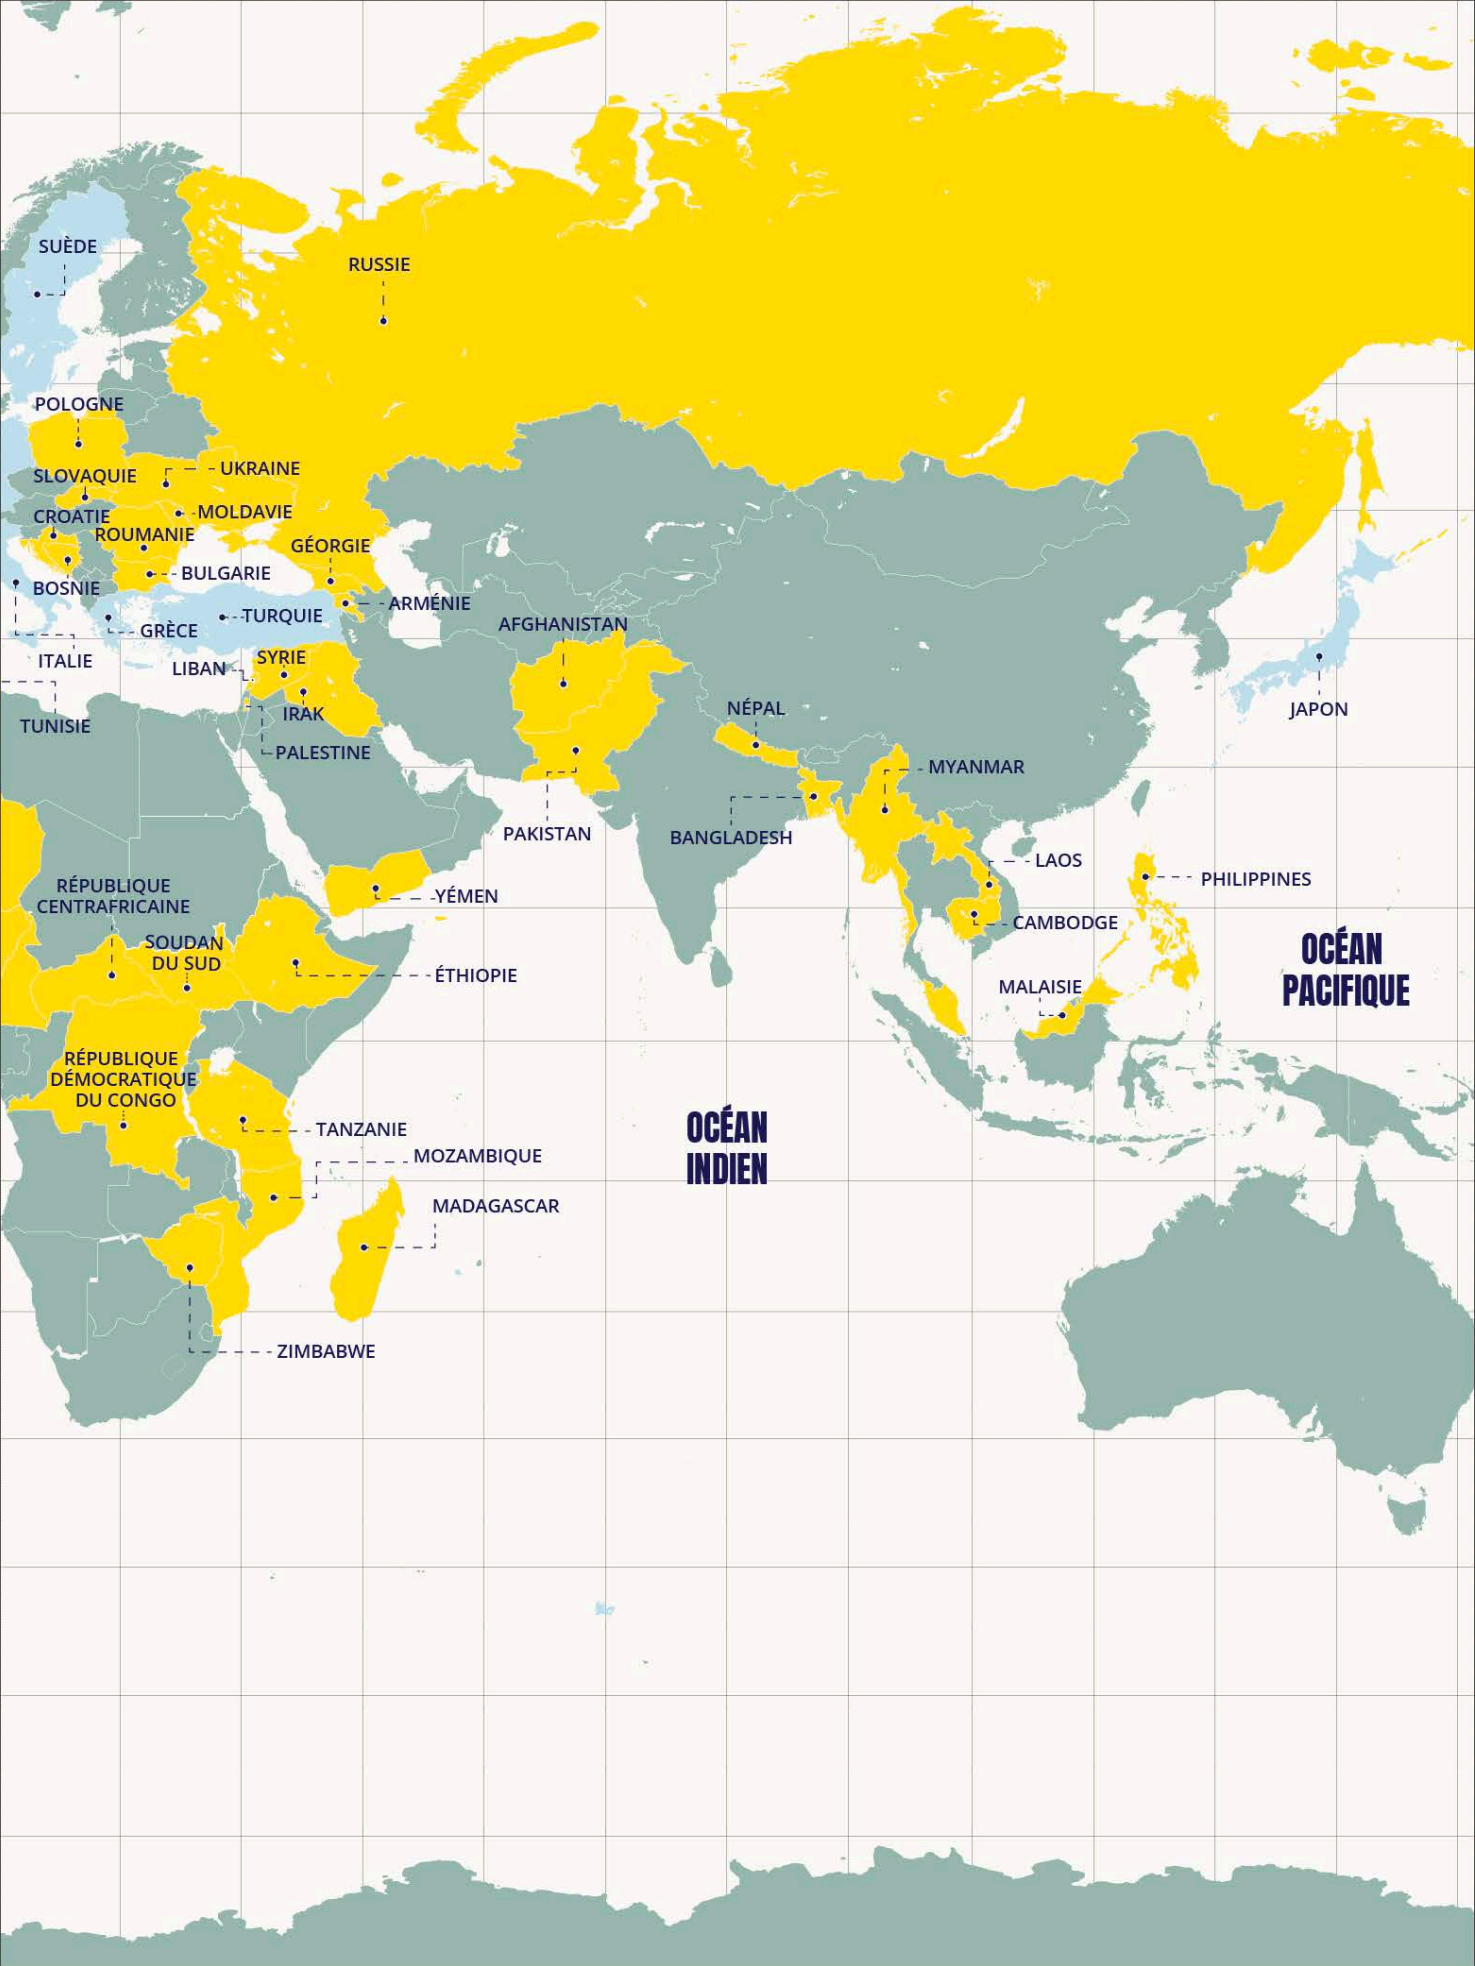 SUÈDE
RUSSIE
POLOGNE
SLOVAQUIE
UKRAINE
CROATIE
MOLDAVIE
ROUMANIE
GÉORGIE
BULGARIE
BOSNIE
ARMÉNIE
TURQUIE
GRÈCE
AFGHANISTAN
ITALIE
SYRIE
LIBAN
IRAK
NÉPAL
JAPON
TUNISIE
PALESTINE
MYANMAR
PAKISTAN
BANGLADESH
LAOS
PHILIPPINES
RÉPUBLIQUE
CENTRAFRICAINE
YÉMEN
CAMBODGE
SOUDAN
DU SUD
OCÉAN
PACIFIQUE
ÉTHIOPIE
MALAISIE
RÉPUBLIQUE
DÉMOCRATIQUE
DU CONGO
OCÉAN
INDIEN
TANZANIE
MOZAMBIQUE
MADAGASCAR
ZIMBABWE